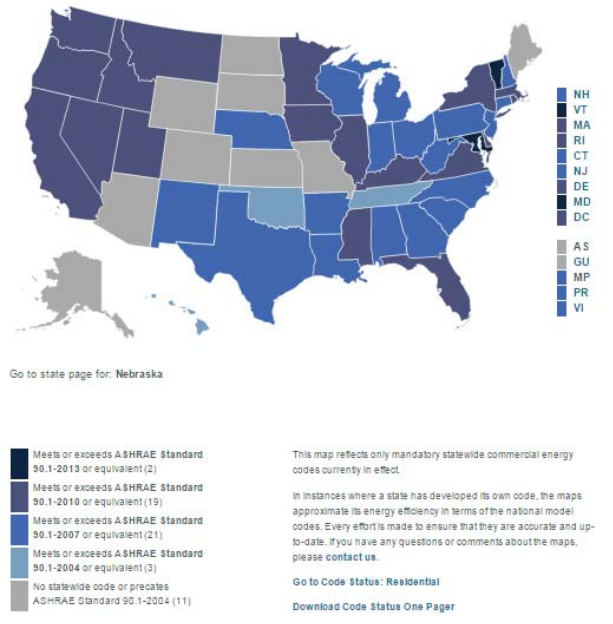 NH
VT
MA
RI
CT
NJ
DE
MD
DC
AS
GU
MP
PR
VI
Go to state page for: Nebraska
Meets or exceeds ASHRAE Standard
90.1-2013 or equivalent (2)
Meets or exceeds ASHRAE Standard
90.1-2010 or equivalent (19)
Meets or exceeds ASHRAE Standard
90.1-2007 or equivalent (21)
Meets or exceeds ASHRAE Standard
90.1-2004 or equivalent (3)
No statewide code or precates
ASHRAE Standard 90.1-2004 (11)
This map reflects only mandatory statewide commercial energy
codes currently in effect.
In instances where a state has developed its own code, the maps
approximate its energy efficiency in terms of the national model
codes. Every effort is made to ensure that they are accurate and up-
to-date. If you have any questions or comments about the maps,
please contact us.
Go to Code Status: Residential
Download Code Status One Pager